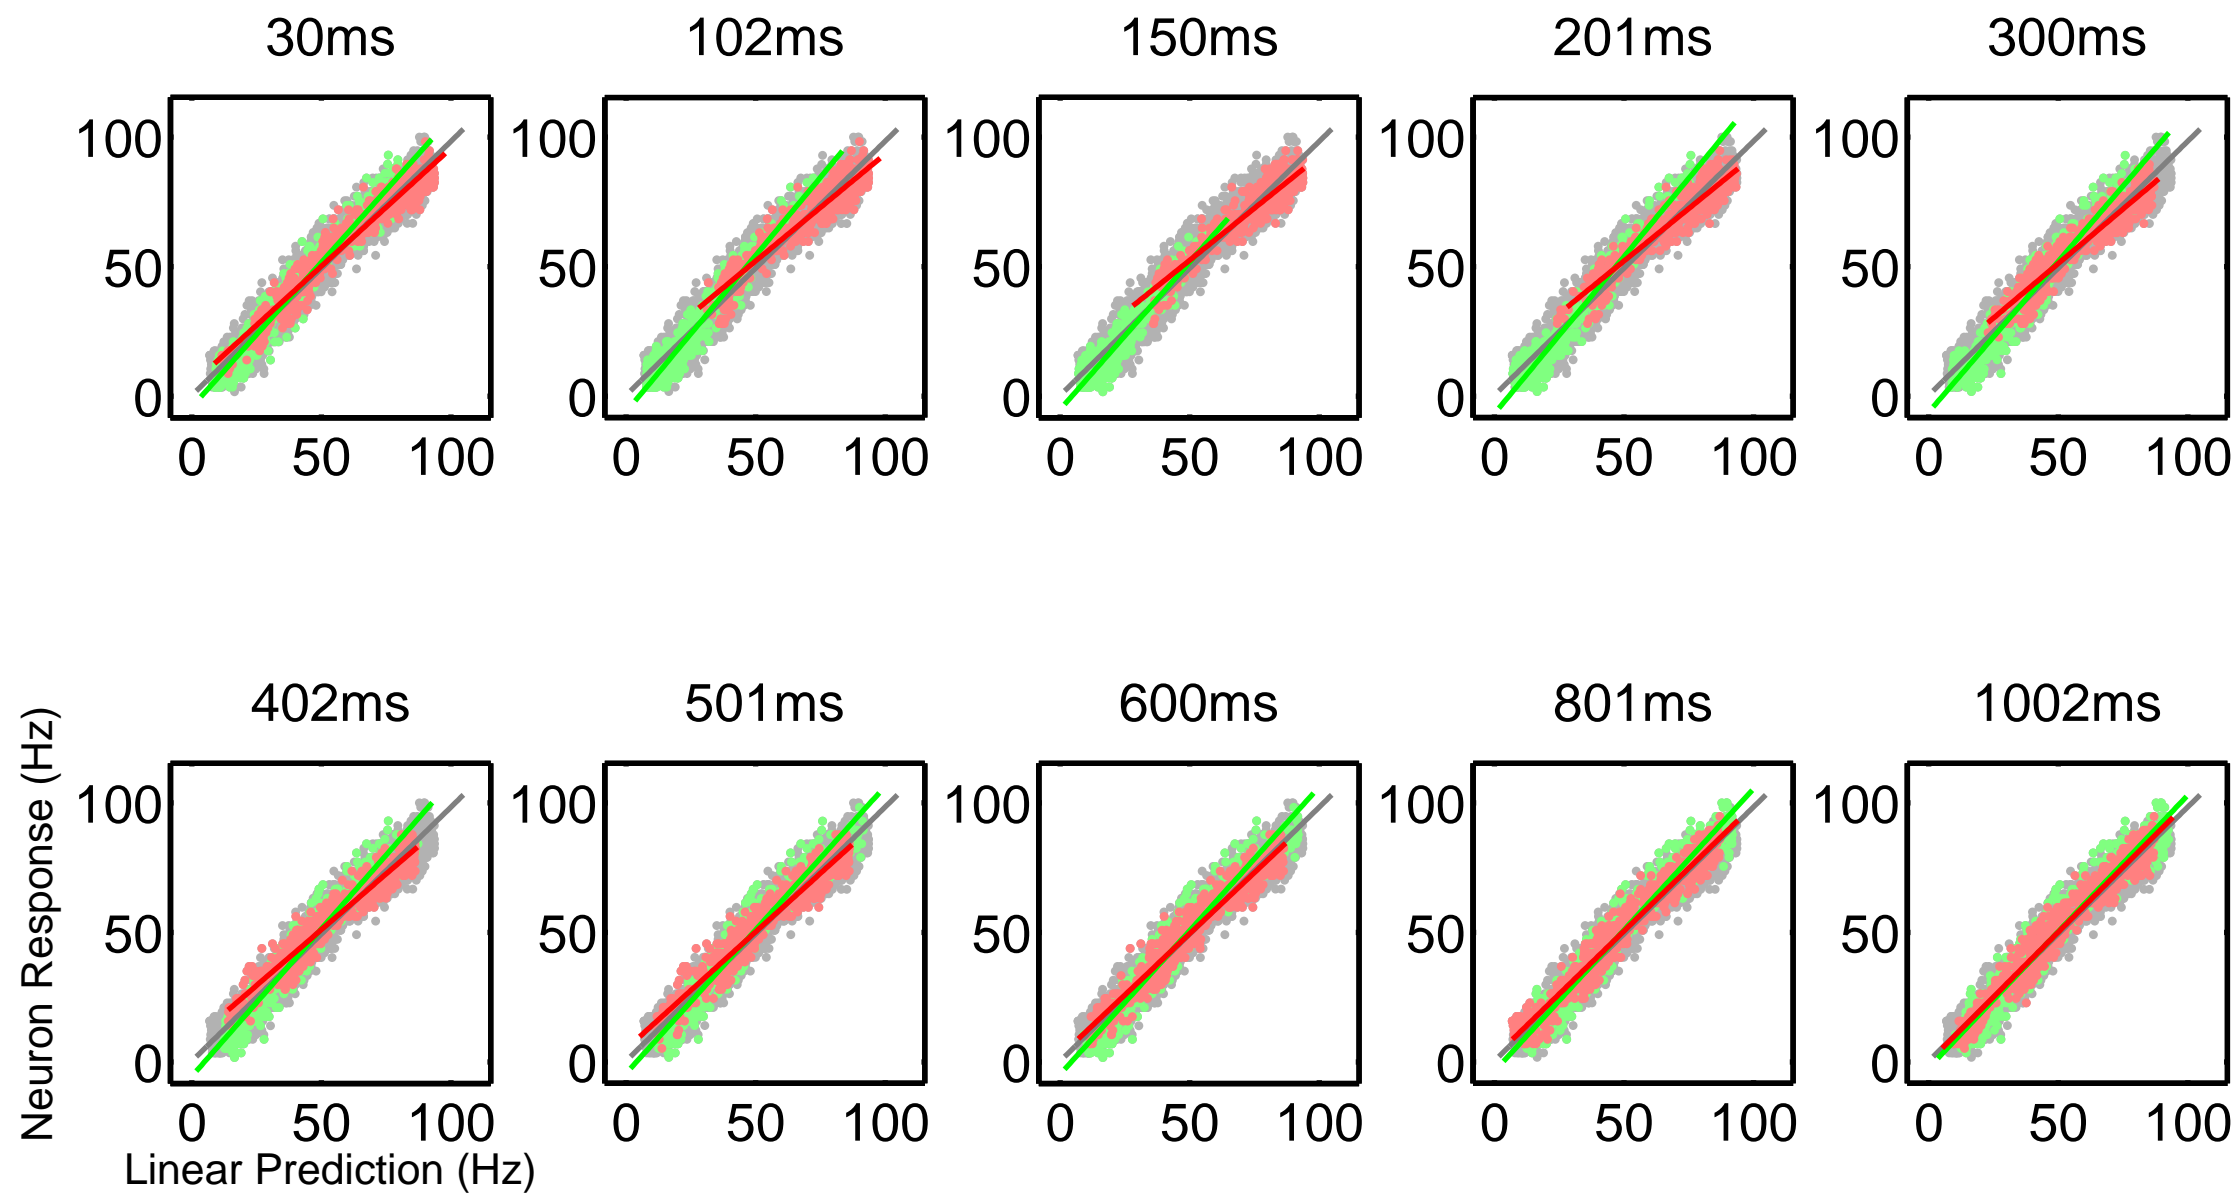 30ms 102ms 150ms 201ms 300ms
100 100 100 100 100
50 50 50 50 50
0 0 0 0 0
0 50 100 0 50 100 0 50 100 0 50 100 0 50 100
402ms 501ms 600ms 801ms 1002ms
100 100 100 100 100
50 50 50 50 50
0 0 0 0 0
0 50 100 0 50 100 0 50 100 0 50 100 0 50 100
Neuron Response (Hz)
Linear Prediction (Hz)